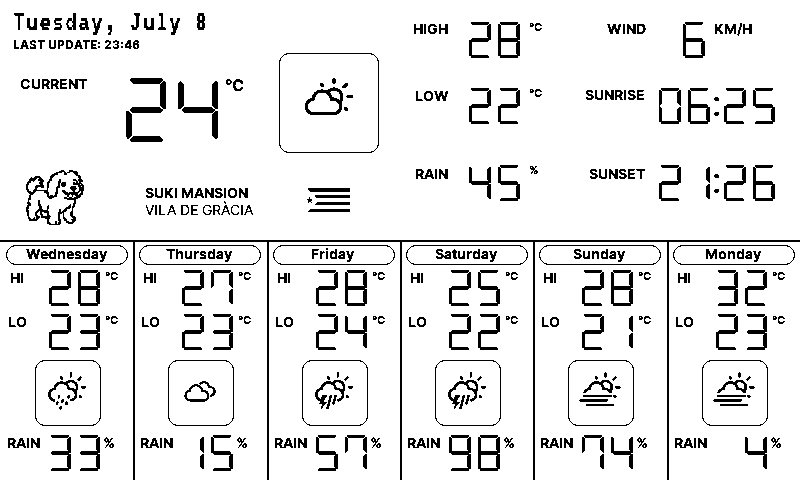 Tuesday, July 8
LAST UPDATE: 23:46
CURRENT 24 °C
HIGH 28 °C
LOW 22 °C
RAIN 45 %
WIND 6 KM/H
SUNRISE 06:25
SUNSET 21:26
SUKI MANSION
VILA DE GRÀCIA
Wednesday
HI 28 °C
LO 23 °C
RAIN 33 %
Thursday
HI 27 °C
LO 23 °C
RAIN 15 %
Friday
HI 28 °C
LO 24 °C
RAIN 57 %
Saturday
HI 25 °C
LO 22 °C
RAIN 98 %
Sunday
HI 28 °C
LO 21 °C
RAIN 74 %
Monday
HI 32 °C
LO 23 °C
RAIN 4 %